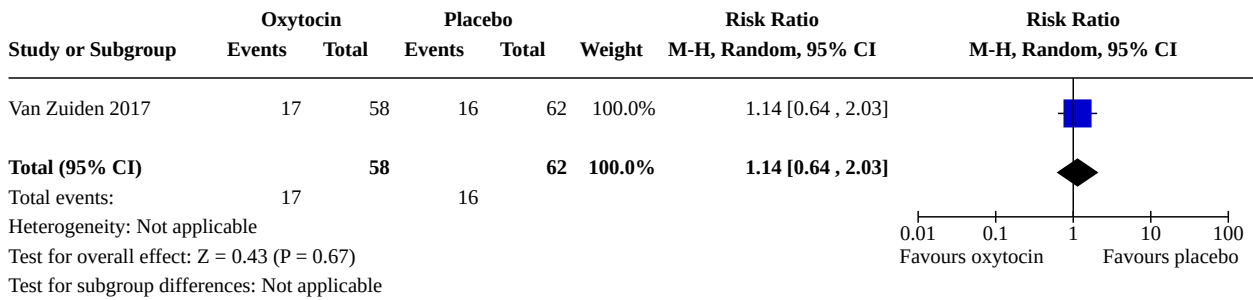 Oxytocin Placebo Risk Ratio Risk Ratio
Study or Subgroup Events Total Events Total Weight M-H, Random, 95% CI M-H, Random, 95% CI
Van Zuiden 2017 17 58 16 62 100.0% 1.14 [0.64 , 2.03]
Total (95% CI) 58 62 100.0% 1.14 [0.64 , 2.03]
Total events: 17 16
Heterogeneity: Not applicable
0.01 0.1 1 10 100
Test for overall effect: Z = 0.43 (P = 0.67) Favours oxytocin Favours placebo
Test for subgroup differences: Not applicable